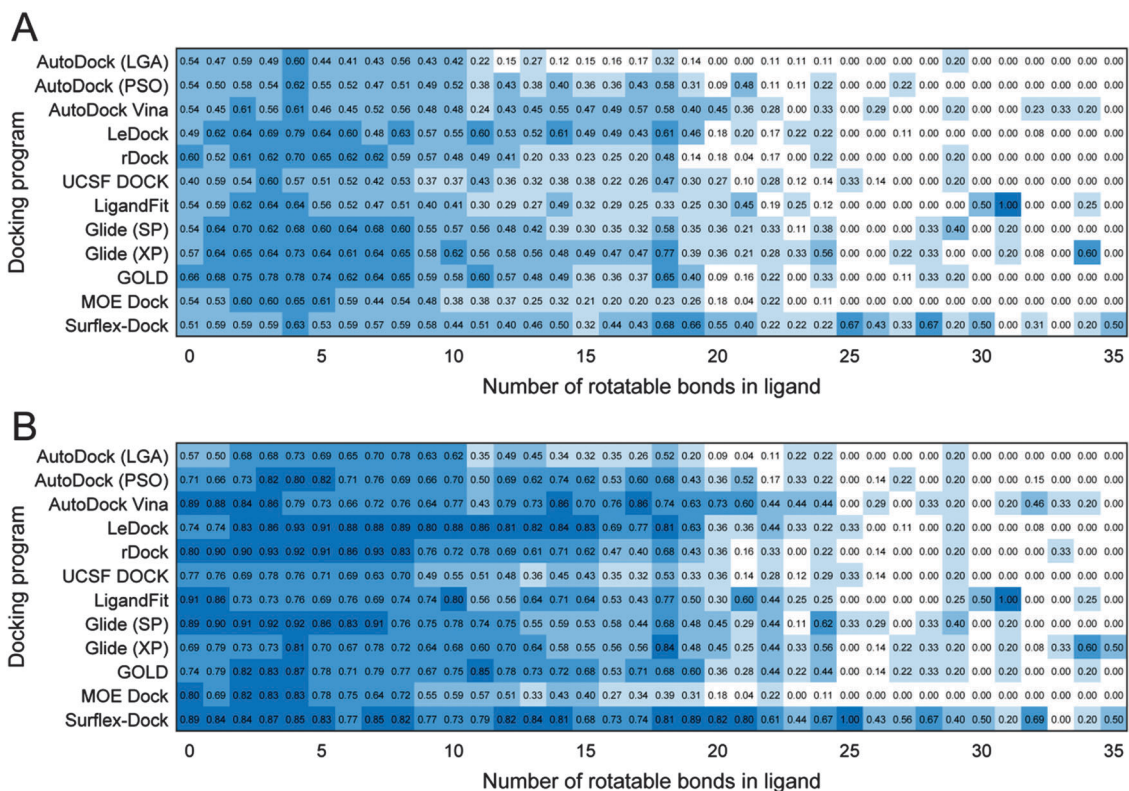 A
AutoDock (LGA) 0.54 0.47 0.59 0.49 0.60 0.44 0.41 0.43 0.56 0.43 0.42 0.22 0.15 0.27 0.12 0.15 0.16 0.17 0.32 0.14 0.00 0.00 0.11 0.11 0.11 0.00 0.00 0.00 0.00 0.20 0.00 0.00 0.00 0.00 0.00 0.00
AutoDock (PSO) 0.54 0.50 0.58 0.54 0.62 0.55 0.52 0.47 0.51 0.49 0.52 0.38 0.43 0.38 0.40 0.36 0.36 0.43 0.58 0.31 0.09 0.48 0.11 0.11 0.00 0.00 0.00 0.22 0.00 0.00 0.00 0.00 0.00 0.00 0.00 0.00
AutoDock Vina 0.54 0.45 0.61 0.56 0.61 0.46 0.45 0.52 0.56 0.48 0.48 0.24 0.43 0.45 0.55 0.47 0.49 0.57 0.58 0.40 0.45 0.36 0.28 0.00 0.33 0.00 0.29 0.00 0.00 0.20 0.00 0.00 0.23 0.33 0.20 0.00
LeDock 0.49 0.62 0.64 0.69 0.79 0.64 0.60 0.48 0.63 0.57 0.55 0.60 0.53 0.52 0.61 0.49 0.49 0.43 0.61 0.46 0.18 0.20 0.17 0.22 0.22 0.00 0.00 0.11 0.00 0.00 0.00 0.00 0.08 0.00 0.00 0.00
rDock 0.60 0.52 0.61 0.62 0.70 0.65 0.62 0.62 0.59 0.57 0.48 0.49 0.41 0.20 0.33 0.23 0.25 0.20 0.48 0.14 0.18 0.04 0.17 0.00 0.22 0.00 0.00 0.00 0.00 0.20 0.00 0.00 0.00 0.00 0.00 0.00
UCSF DOCK 0.40 0.59 0.54 0.60 0.57 0.51 0.52 0.42 0.53 0.37 0.37 0.43 0.36 0.32 0.38 0.38 0.22 0.26 0.47 0.30 0.27 0.10 0.28 0.12 0.14 0.33 0.14 0.00 0.00 0.00 0.00 0.00 0.00 0.00 0.00 0.00
LigandFit 0.54 0.59 0.62 0.64 0.64 0.56 0.52 0.47 0.51 0.40 0.41 0.30 0.29 0.27 0.49 0.32 0.29 0.25 0.33 0.25 0.30 0.45 0.19 0.25 0.12 0.00 0.00 0.00 0.00 0.00 0.50 1.00 0.00 0.00 0.25 0.00
Glide (SP) 0.54 0.64 0.70 0.62 0.68 0.60 0.64 0.68 0.60 0.55 0.57 0.56 0.48 0.42 0.39 0.30 0.35 0.32 0.58 0.35 0.36 0.21 0.33 0.11 0.38 0.00 0.00 0.00 0.33 0.40 0.00 0.20 0.00 0.00 0.00 0.00
Glide (XP) 0.57 0.64 0.65 0.64 0.73 0.64 0.61 0.64 0.65 0.58 0.62 0.56 0.58 0.56 0.48 0.49 0.47 0.47 0.77 0.39 0.36 0.21 0.28 0.33 0.56 0.00 0.00 0.22 0.33 0.00 0.00 0.20 0.08 0.00 0.60 0.00
GOLD 0.66 0.68 0.75 0.78 0.78 0.74 0.62 0.64 0.65 0.59 0.58 0.60 0.57 0.48 0.49 0.36 0.36 0.37 0.65 0.40 0.09 0.16 0.22 0.00 0.33 0.00 0.00 0.11 0.33 0.20 0.00 0.00 0.00 0.00 0.00 0.00
MOE Dock 0.54 0.53 0.60 0.60 0.65 0.61 0.59 0.44 0.54 0.48 0.38 0.38 0.37 0.25 0.32 0.21 0.20 0.20 0.23 0.26 0.18 0.04 0.22 0.00 0.11 0.00 0.00 0.00 0.00 0.00 0.00 0.00 0.00 0.00 0.00 0.00
Surflex-Dock 0.51 0.59 0.59 0.59 0.63 0.53 0.59 0.57 0.59 0.58 0.44 0.51 0.40 0.46 0.50 0.32 0.44 0.43 0.68 0.66 0.55 0.40 0.22 0.22 0.22 0.67 0.43 0.33 0.67 0.20 0.50 0.00 0.31 0.00 0.20 0.50
Docking program
0 5 10 15 20 25 30 35
Number of rotatable bonds in ligand
B
AutoDock (LGA) 0.57 0.50 0.68 0.68 0.73 0.69 0.65 0.70 0.78 0.63 0.62 0.35 0.49 0.45 0.34 0.32 0.35 0.26 0.52 0.20 0.09 0.04 0.11 0.22 0.22 0.00 0.00 0.00 0.00 0.20 0.00 0.00 0.00 0.00 0.00 0.00
AutoDock (PSO) 0.71 0.66 0.73 0.82 0.80 0.82 0.71 0.76 0.76 0.69 0.66 0.70 0.50 0.69 0.62 0.74 0.62 0.53 0.60 0.68 0.43 0.36 0.52 0.17 0.33 0.22 0.00 0.14 0.22 0.00 0.20 0.00 0.00 0.15 0.00 0.00 0.00
AutoDock Vina 0.89 0.88 0.84 0.86 0.79 0.73 0.66 0.72 0.76 0.76 0.64 0.77 0.43 0.79 0.73 0.86 0.70 0.70 0.86 0.74 0.63 0.73 0.60 0.44 0.44 0.44 0.00 0.29 0.00 0.33 0.20 0.00 0.20 0.46 0.33 0.20 0.00
LeDock 0.74 0.74 0.83 0.86 0.93 0.91 0.88 0.88 0.89 0.80 0.88 0.86 0.81 0.82 0.84 0.83 0.69 0.77 0.81 0.63 0.36 0.36 0.44 0.33 0.22 0.33 0.00 0.11 0.00 0.20 0.00 0.00 0.08 0.00 0.00 0.00
rDock 0.80 0.90 0.90 0.93 0.92 0.91 0.86 0.93 0.83 0.76 0.72 0.78 0.69 0.61 0.71 0.62 0.47 0.40 0.68 0.43 0.36 0.16 0.33 0.00 0.22 0.00 0.14 0.00 0.00 0.20 0.00 0.00 0.00 0.33 0.00 0.00
UCSF DOCK 0.77 0.76 0.69 0.78 0.76 0.71 0.69 0.63 0.70 0.49 0.55 0.51 0.48 0.36 0.45 0.43 0.35 0.32 0.53 0.33 0.36 0.14 0.28 0.12 0.29 0.33 0.14 0.00 0.00 0.20 0.00 0.00 0.00 0.00 0.00 0.00
LigandFit 0.91 0.86 0.73 0.73 0.76 0.69 0.76 0.69 0.74 0.74 0.80 0.56 0.56 0.64 0.71 0.64 0.53 0.43 0.77 0.50 0.30 0.60 0.44 0.25 0.25 0.00 0.00 0.00 0.00 0.25 0.50 1.00 0.00 0.00 0.25 0.00
Glide (SP) 0.89 0.90 0.91 0.92 0.92 0.86 0.83 0.91 0.76 0.75 0.78 0.74 0.75 0.55 0.59 0.53 0.58 0.44 0.68 0.48 0.45 0.29 0.44 0.11 0.62 0.33 0.29 0.00 0.33 0.40 0.00 0.20 0.00 0.00 0.00 0.00
Glide (XP) 0.69 0.79 0.73 0.73 0.81 0.70 0.67 0.78 0.72 0.64 0.68 0.60 0.70 0.64 0.58 0.55 0.56 0.48 0.84 0.48 0.45 0.25 0.44 0.33 0.56 0.00 0.14 0.22 0.33 0.20 0.00 0.20 0.08 0.33 0.60 0.50
GOLD 0.74 0.79 0.82 0.83 0.87 0.78 0.71 0.79 0.77 0.67 0.75 0.85 0.78 0.73 0.72 0.68 0.53 0.71 0.68 0.60 0.36 0.28 0.44 0.22 0.44 0.00 0.14 0.22 0.33 0.20 0.00 0.00 0.00 0.00 0.00 0.00
MOE Dock 0.80 0.69 0.82 0.83 0.83 0.78 0.75 0.64 0.72 0.55 0.59 0.57 0.51 0.33 0.43 0.40 0.27 0.34 0.39 0.31 0.18 0.04 0.22 0.00 0.11 0.00 0.00 0.00 0.00 0.00 0.00 0.00 0.00 0.00 0.00 0.00
Surflex-Dock 0.89 0.84 0.84 0.87 0.85 0.83 0.77 0.85 0.82 0.77 0.73 0.79 0.82 0.84 0.81 0.68 0.73 0.74 0.81 0.89 0.82 0.80 0.61 0.44 0.67 1.00 0.43 0.56 0.67 0.40 0.50 0.20 0.69 0.00 0.20 0.50
Docking program
0 5 10 15 20 25 30 35
Number of rotatable bonds in ligand